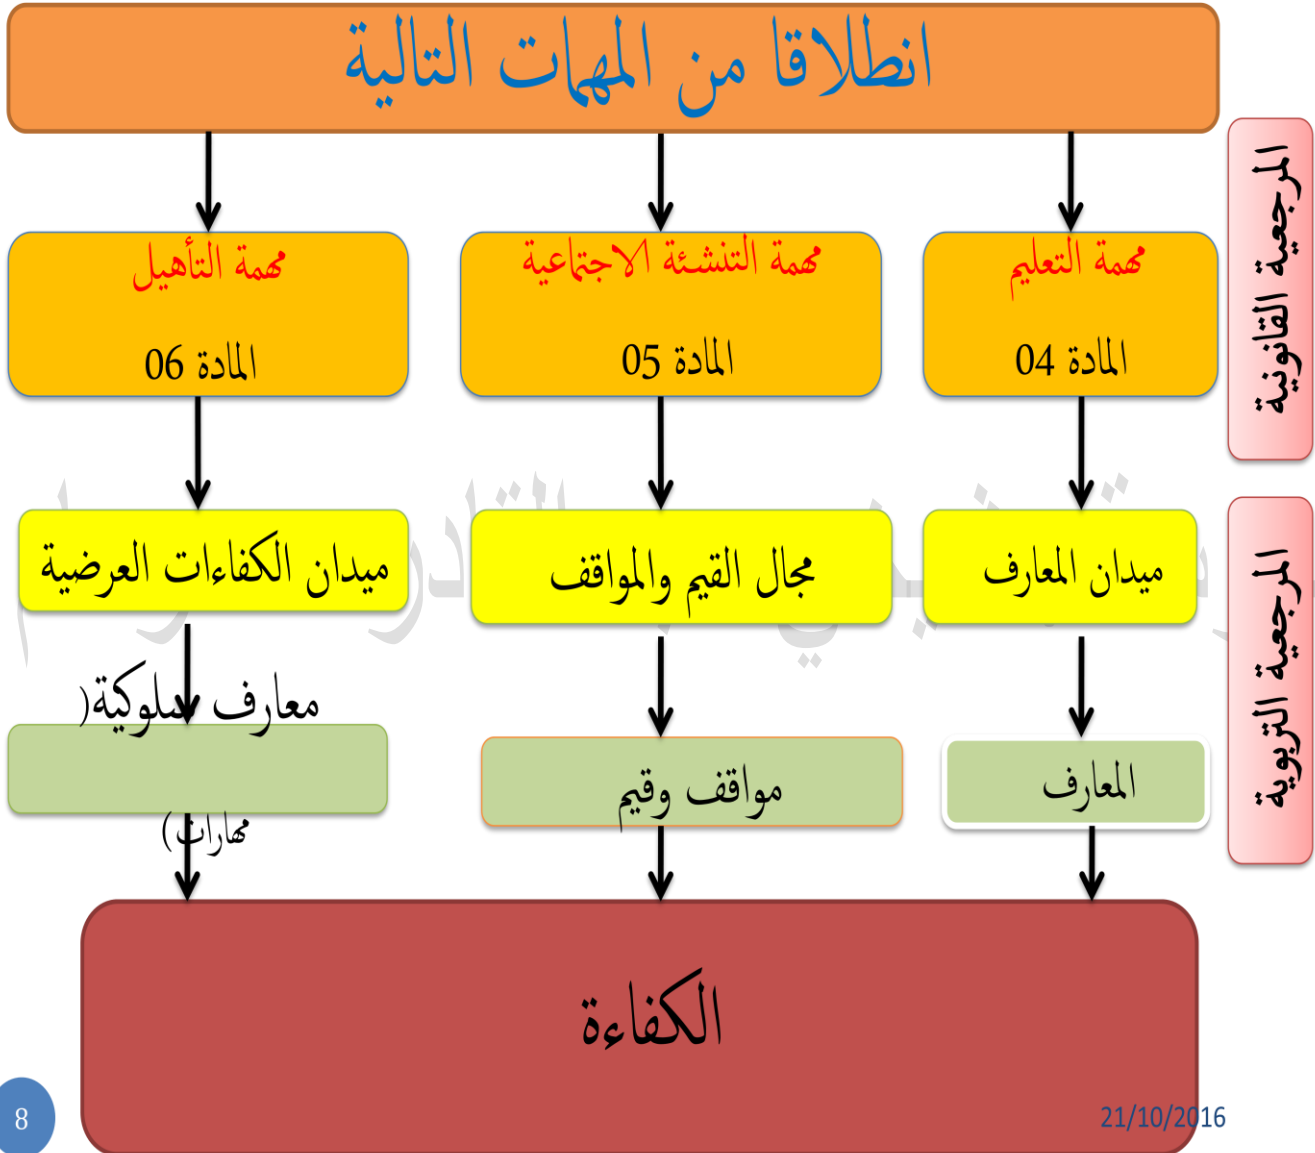 انطلاقا من المهمات التالية
المرجعية القانونية
مهمة التعليم
المادة 04
مهمة التنشئة الاجتماعية
المادة 05
مهمة التأهيل
المادة 06
المرجعية التربوية
ميدان المعارف
مجال القيم والمواقف
ميدان الكفاءات العرضية
المعارف
مواقف وقيم
معارف سلوكية(
مهارات)
الكفاءة
21/10/2016
8